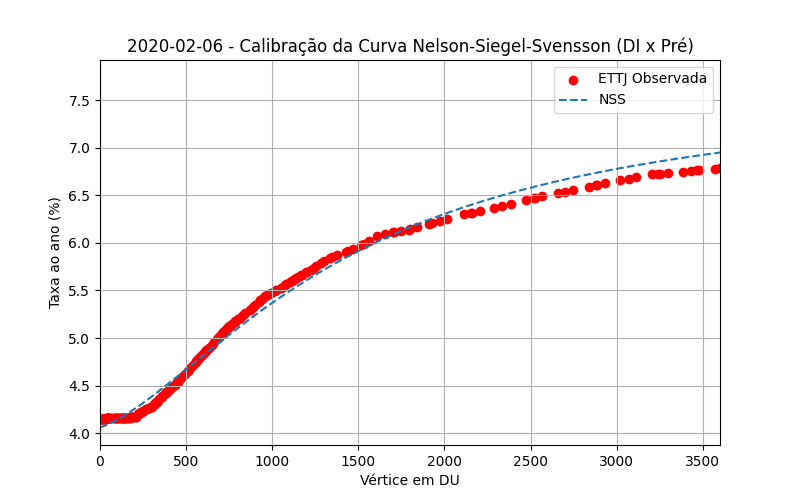 2020-02-06 - Calibração da Curva Nelson-Siegel-Svensson (DI x Pré)
ETTJ Observada
NSS
Taxa ao ano (%)
7.5
7.0
6.5
6.0
5.5
5.0
4.5
4.0
0 500 1000 1500 2000 2500 3000 3500
Vértice em DU